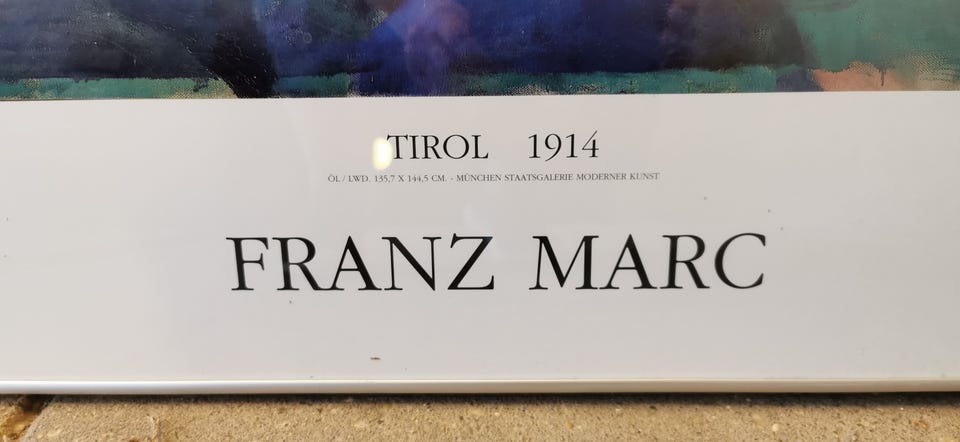 TIROL 1914
ÖL / LWD. 135,7 X 144,5 CM. - MÜNCHEN STAATSGALERIE MODERNER KUNST
FRANZ MARC